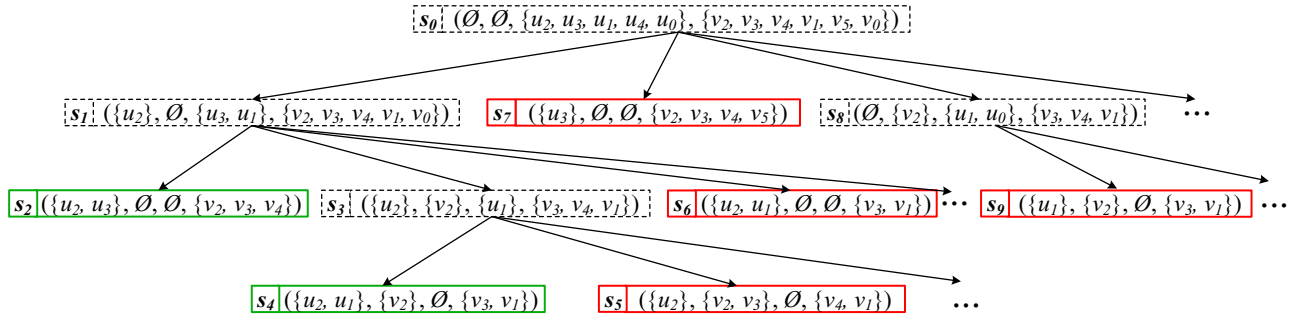 s₀ (Ø, Ø, {u₂, u₃, u₁, u₄, u₀}, {v₂, v₃, v₄, v₁, v₅, v₀})
s₁ ({u₂}, Ø, {u₃, u₁}, {v₂, v₃, v₄, v₁, v₀})
s₇ ({u₃}, Ø, Ø, {v₂, v₃, v₄, v₅})
s₈ (Ø, {v₂}, {u₁, u₀}, {v₃, v₄, v₁})
...
s₂ ({u₂, u₃}, Ø, Ø, {v₂, v₃, v₄})
s₃ ({u₂}, {v₂}, {u₁}, {v₃, v₄, v₁})
s₆ ({u₂, u₁}, Ø, Ø, {v₃, v₁})
...
s₉ ({u₁}, {v₂}, Ø, {v₃, v₁})
...
s₄ ({u₂, u₁}, {v₂}, Ø, {v₃, v₁})
s₅ ({u₂}, {v₂, v₃}, Ø, {v₄, v₁})
...